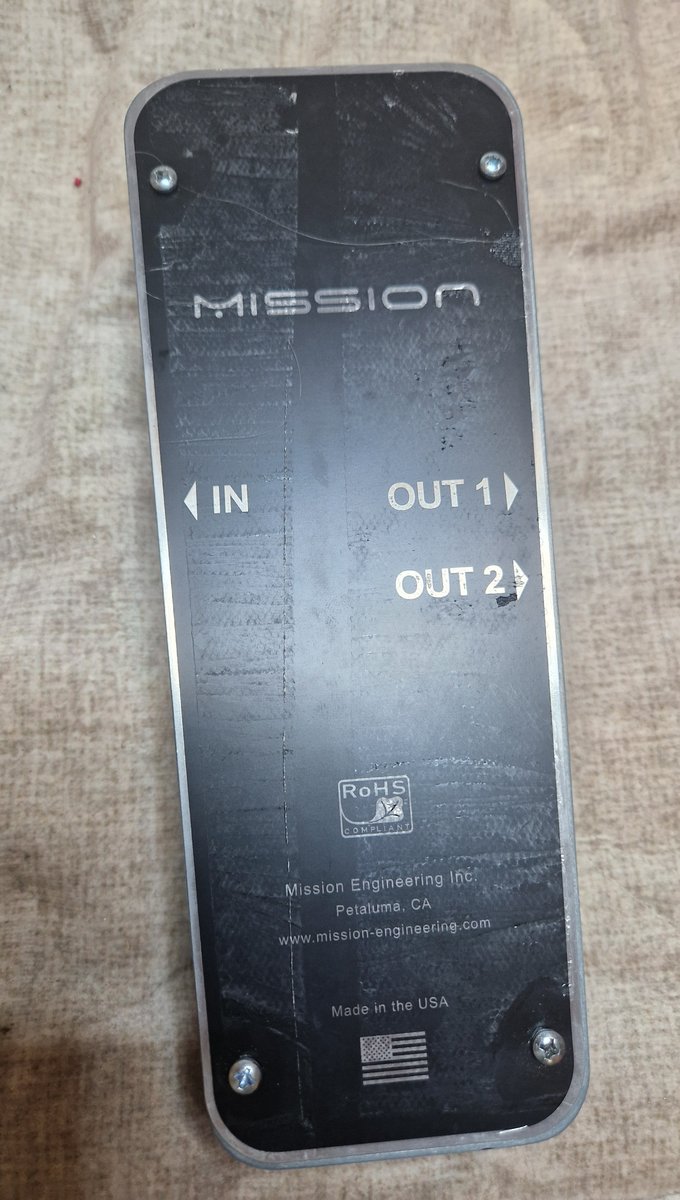 MISSION
IN OUT 1
OUT 2
RoHS
COMPLIANT
Mission Engineering Inc.
Petaluma, CA
www.mission-engineering.com
Made in the USA